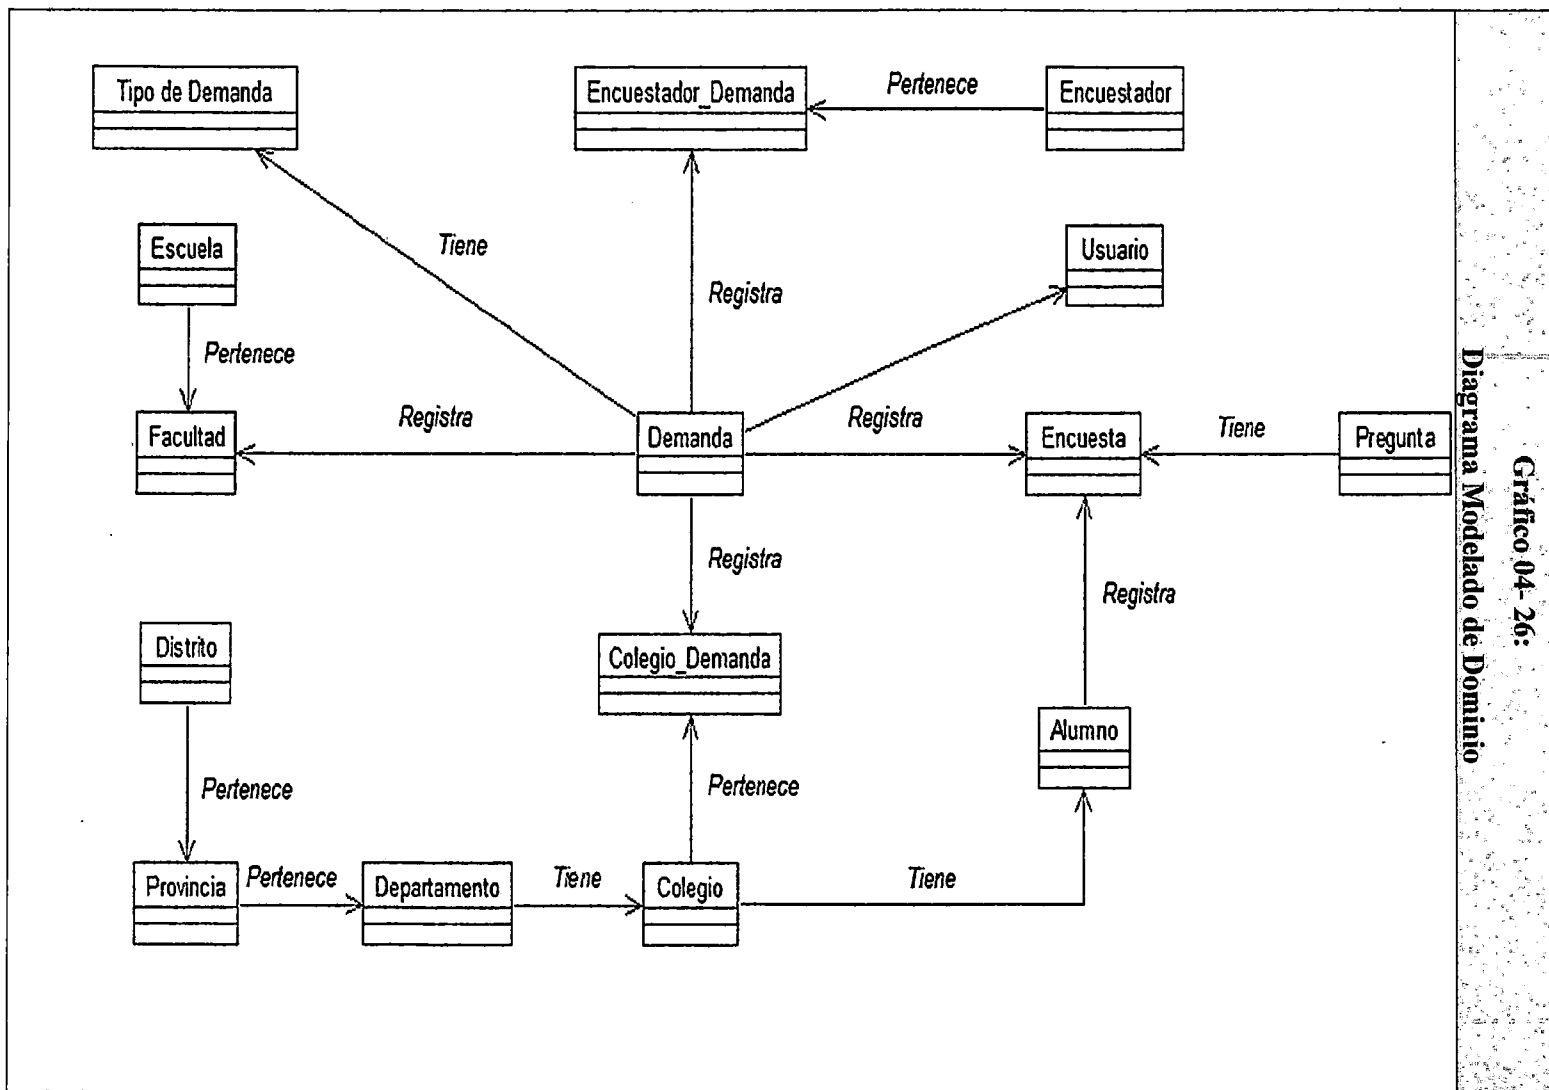 Gráfico 04- 26:
Diagrama Modelado de Dominio
Tipo de Demanda
Encuestador_Demanda
Pertenece
Encuestador
Escuela
Tiene
Usuario
Registra
Pertenece
Facultad
Registra
Demanda
Registra
Encuesta
Tiene
Pregunta
Registra
Registra
Distrito
Colegio_Demanda
Alumno
Pertenece
Pertenece
Provincia
Pertenece
Departamento
Tiene
Colegio
Tiene